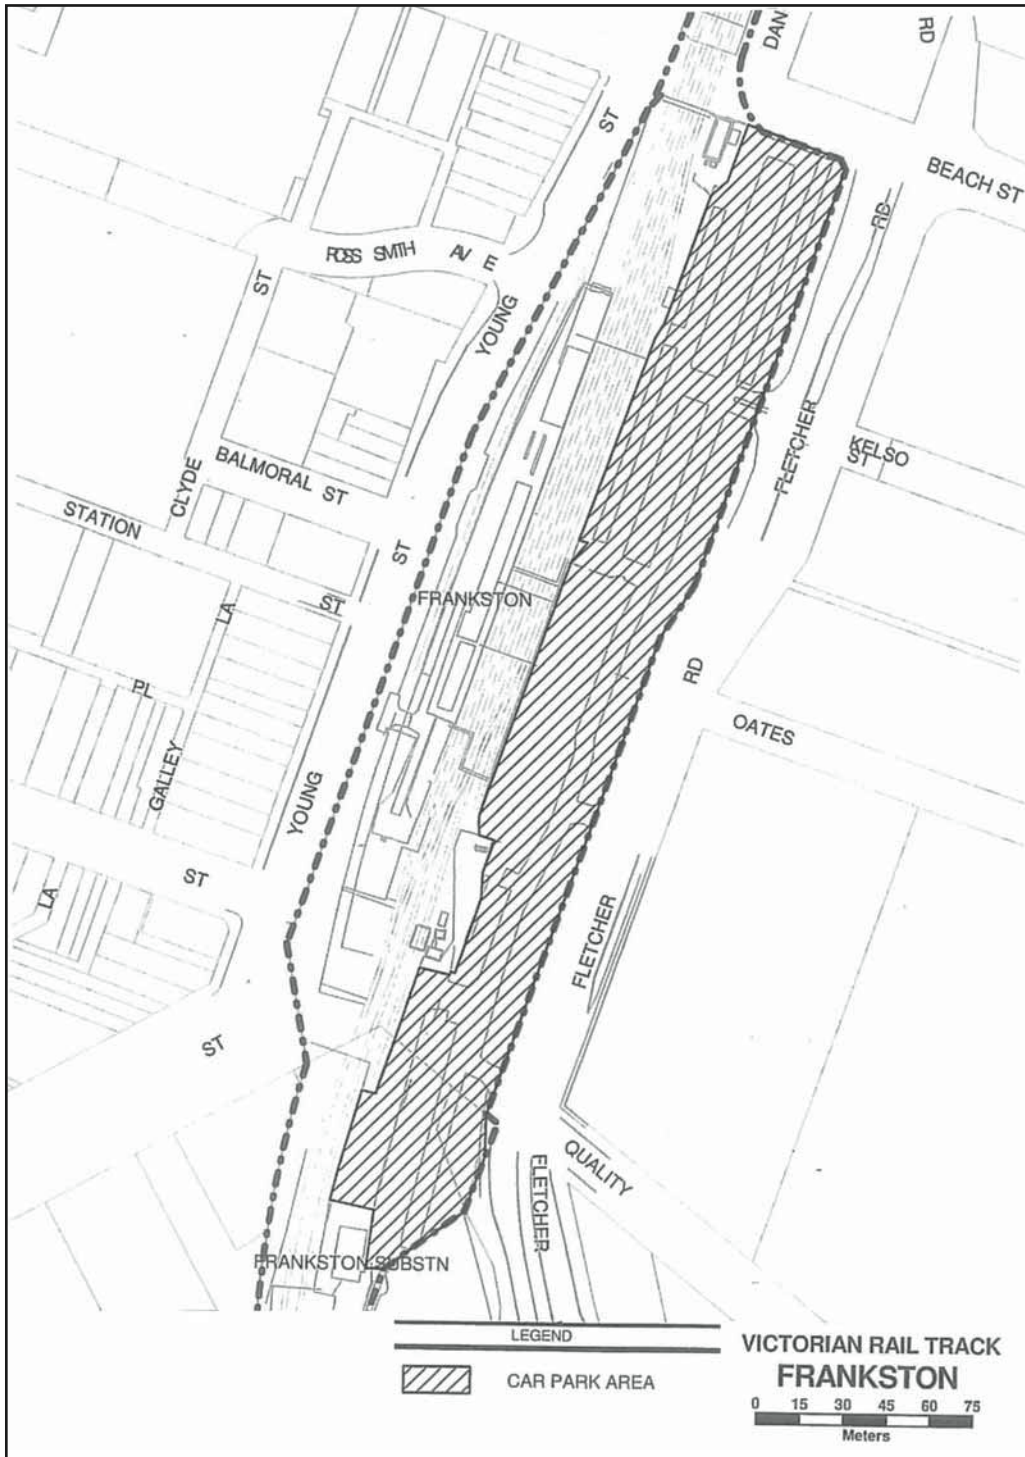 DAN
RD
ST
BEACH ST
RD
ROSS SMITH AV E
ST
YOUNG
FLETCHER
KELSO
ST
BALMORAL ST
CLYDE
STATION
ST
FRANKSTON
ST
LA
RD
PL
OATES
GALLEY
YOUNG
ST
LA
FLETCHER
ST
QUALITY
FLETCHER
FRANKSTON SUBSTN
LEGEND
CAR PARK AREA
VICTORIAN RAIL TRACK
FRANKSTON
0 15 30 45 60 75
Meters